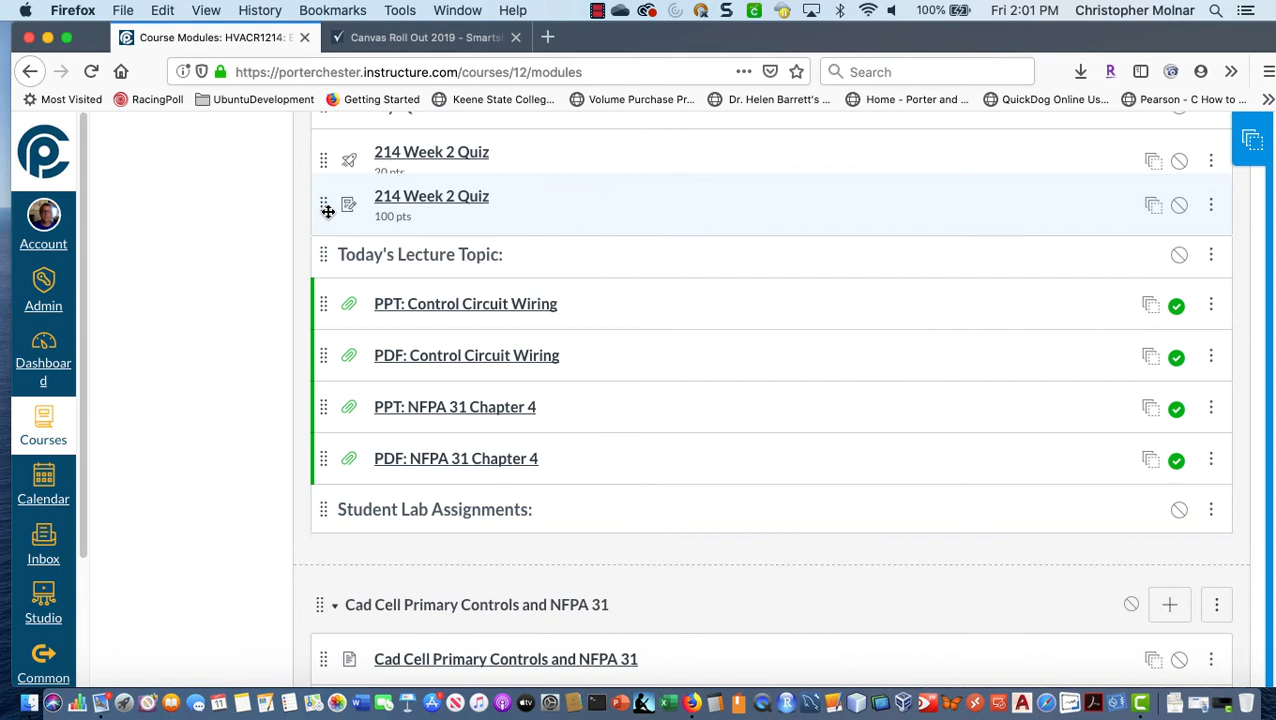 Firefox File Edit View History Bookmarks Tools Window Help 100% Fri 2:01 PM Christopher Molnar
Course Modules: HVACR1214: E
Canvas Roll Out 2019 - Smartsh
https://porterchester.instructure.com/courses/12/modules
Search
Most Visited RacingPoll UbuntuDevelopment Getting Started Keene State Colleg... Volume Purchase Pr... Dr. Helen Barrett's ... Home - Porter and ... QuickDog Online Us... Pearson - C How to ...
214 Week 2 Quiz
20 pts
214 Week 2 Quiz
100 pts
Today's Lecture Topic:
PPT: Control Circuit Wiring
PDF: Control Circuit Wiring
PPT: NFPA 31 Chapter 4
PDF: NFPA 31 Chapter 4
Student Lab Assignments:
Cad Cell Primary Controls and NFPA 31
Cad Cell Primary Controls and NFPA 31
Account
Admin
Dashboar
d
Courses
Calendar
Inbox
Studio
Common